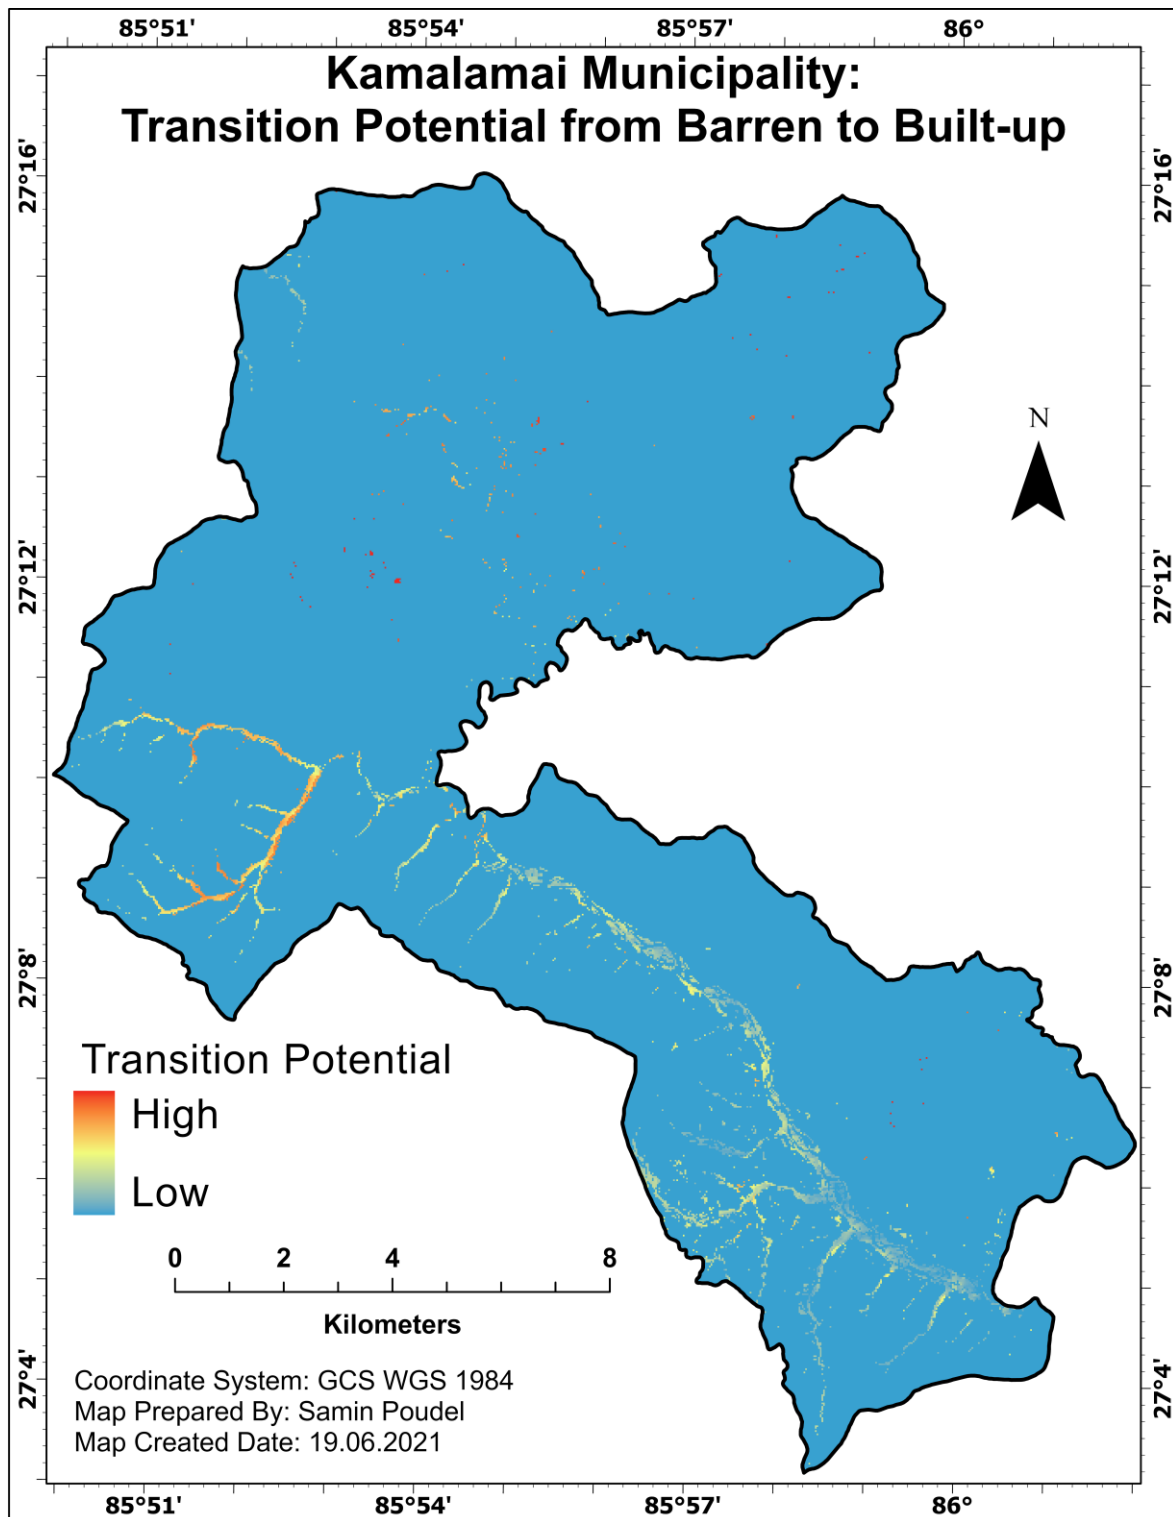 85°51' 85°54' 85°57' 86°
Kamalamai Municipality:
Transition Potential from Barren to Built-up
27°16' 27°16'
N
27°12' 27°12'
27°8' 27°8'
Transition Potential
High
Low
0 2 4 6 8
Kilometers
27°4' 27°4'
Coordinate System: GCS WGS 1984
Map Prepared By: Samin Poudel
Map Created Date: 19.06.2021
85°51' 85°54' 85°57' 86°